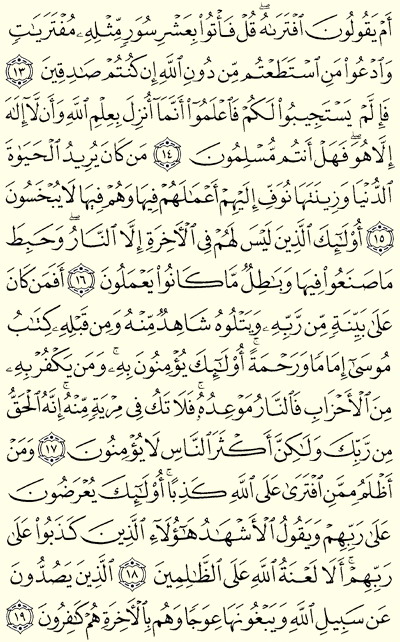 أَمْ يَقُولُونَ ٱفْتَرَىٰهُ ۖ قُلْ فَأْتُوا۟ بِعَشْرِ سُوَرٍ مِّثْلِهِۦ مُفْتَرَيَٰتٍ
وَٱدْعُوا۟ مَنِ ٱسْتَطَعْتُم مِّن دُونِ ٱللَّهِ إِن كُنتُمْ صَٰدِقِينَ ١٣
فَإِلَّمْ يَسْتَجِيبُوا۟ لَكُمْ فَٱعْلَمُوٓا۟ أَنَّمَآ أُنزِلَ بِعِلْمِ ٱللَّهِ وَأَن لَّآ إِلَٰهَ
إِلَّا هُوَ ۖ فَهَلْ أَنتُم مُّسْلِمُونَ ١٤ مَن كَانَ يُرِيدُ ٱلْحَيَوٰةَ
ٱلدُّنْيَا وَزِينَتَهَا نُوَفِّ إِلَيْهِمْ أَعْمَٰلَهُمْ فِيهَا وَهُمْ فِيهَا لَا يُبْخَسُونَ
١٥ أُو۟لَٰٓئِكَ ٱلَّذِينَ لَيْسَ لَهُمْ فِى ٱلْءَاخِرَةِ إِلَّا ٱلنَّارُ ۖ وَحَبِطَ
مَا صَنَعُوا۟ فِيهَا وَبَٰطِلٌ مَّا كَانُوا۟ يَعْمَلُونَ ١٦ أَفَمَن كَانَ
عَلَىٰ بَيِّنَةٍ مِّن رَّبِّهِۦ وَيَتْلُوهُ شَاهِدٌ مِّنْهُ وَمِن قَبْلِهِۦ كِتَٰبُ
مُوسَىٰٓ إِمَامًا وَرَحْمَةً ۚ أُو۟لَٰٓئِكَ يُؤْمِنُونَ بِهِۦ ۚ وَمَن يَكْفُرْ بِهِۦ
مِنَ ٱلْأَحْزَابِ فَٱلنَّارُ مَوْعِدُهُۥ ۚ فَلَا تَكُ فِى مِرْيَةٍ مِّنْهُ ۚ إِنَّهُ ٱلْحَقُّ
مِن رَّبِّكَ وَلَٰكِنَّ أَكْثَرَ ٱلنَّاسِ لَا يُؤْمِنُونَ ١٧ وَمَنْ
أَظْلَمُ مِمَّنِ ٱفْتَرَىٰ عَلَى ٱللَّهِ كَذِبًا ۚ أُو۟لَٰٓئِكَ يُعْرَضُونَ
عَلَىٰ رَبِّهِمْ وَيَقُولُ ٱلْأَشْهَٰدُ هَٰٓؤُلَآءِ ٱلَّذِينَ كَذَبُوا۟ عَلَىٰ
رَبِّهِمْ ۚ أَلَا لَعْنَةُ ٱللَّهِ عَلَى ٱلظَّٰلِمِينَ ١٨ ٱلَّذِينَ يَصُدُّونَ
عَن سَبِيلِ ٱللَّهِ وَيَبْغُونَهَا عِوَجًا وَهُم بِٱلْءَاخِرَةِ هُمْ كَٰفِرُونَ ١٩